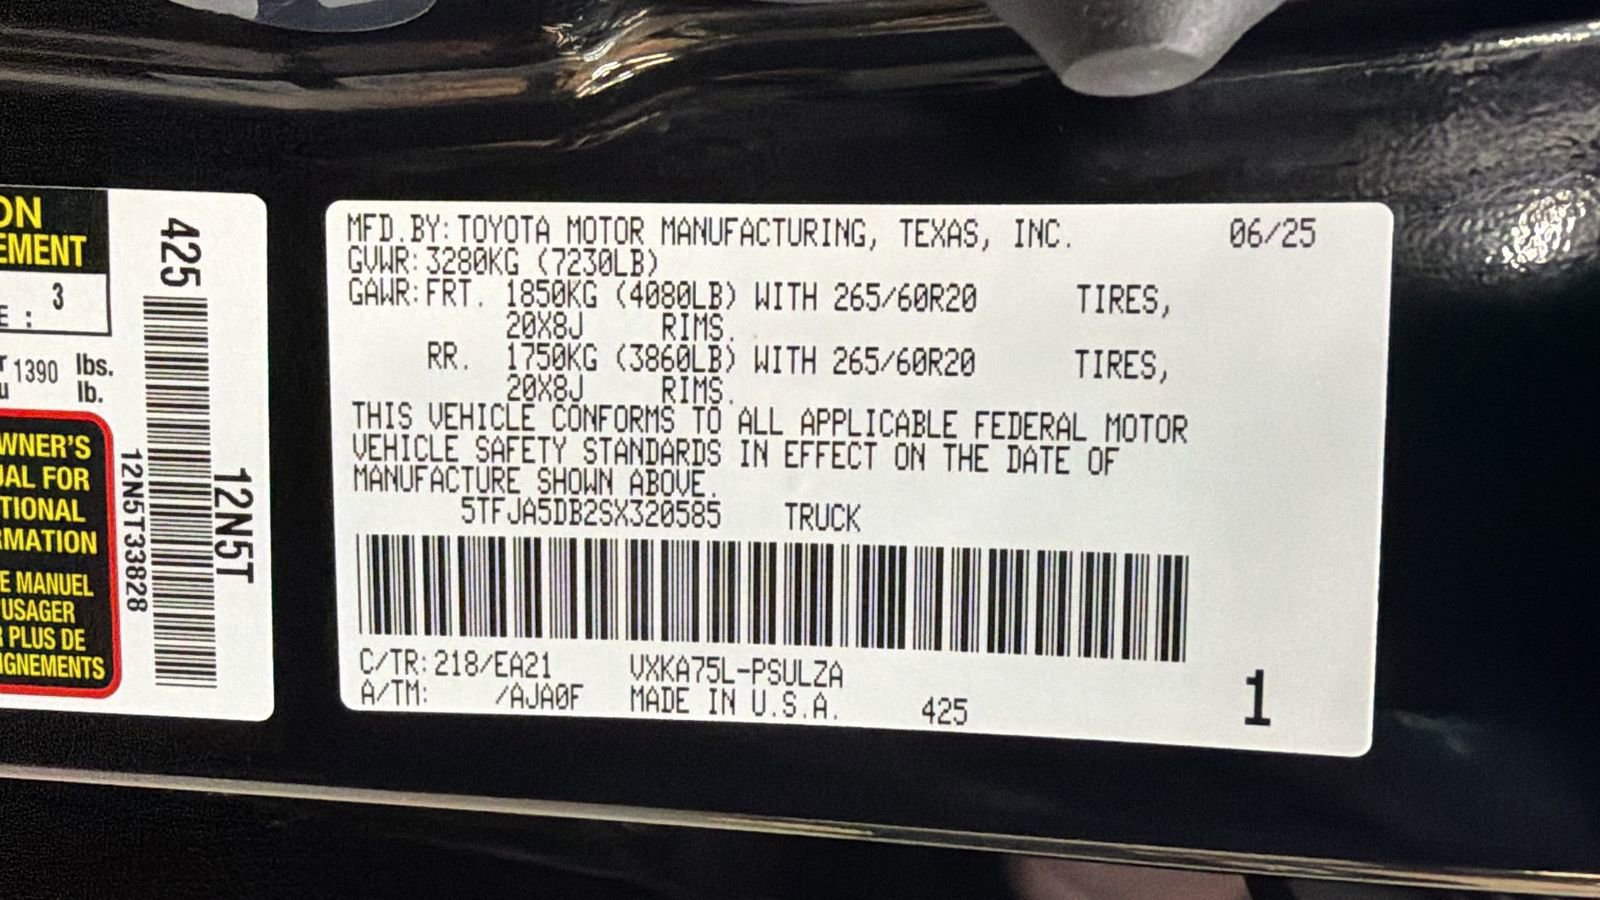 ON
EMENT
3
E :
r 1390 lbs.
u lb.
WNER'S
UAL FOR
TIONAL
RMATION
E MANUEL
USAGER
R PLUS DE
IGNEMENTS
425
12N5T33828
12N5T
MFD.BY:TOYOTA MOTOR MANUFACTURING, TEXAS, INC. 06/25
GVWR:3280KG (7230LB)
GAWR:FRT. 1850KG (4080LB) WITH 265/60R20 TIRES,
20X8J RIMS.
RR. 1750KG (3860LB) WITH 265/60R20 TIRES,
20X8J RIMS.
THIS VEHICLE CONFORMS TO ALL APPLICABLE FEDERAL MOTOR
VEHICLE SAFETY STANDARDS IN EFFECT ON THE DATE OF
MANUFACTURE SHOWN ABOVE.
5TFJA5DB2SX320585 TRUCK
C/TR:218/EA21 VXKA75L-PSULZA
A/TM: /AJA0F MADE IN U.S.A. 425
1